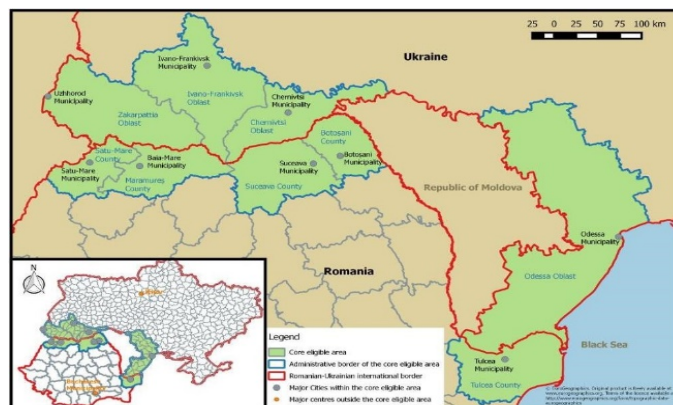 25 0 25 50 75 100 km
Ukraine
Ivano-Frankivsk
Municipality
Ivano-Frankivsk
Oblast
Uzhhorod
Municipality
Chernivtsi
Municipality
Zakarpattia
Oblast
Chernivtsi
Oblast
Botosani
County
Satu-Mare
County
Baia-Mare
Municipality
Satu-Mare
Municipality
Maramures
County
Suceava
Municipality
Botosani
Municipality
Suceava County
Republic of Moldova
Odessa
Municipality
Romania
Odessa Oblast
Black Sea
Tulcea
Municipality
Tulcea County
N
Legend
Core eligible area
Administrative border of the core eligible area
Romanian-Ukrainian international border
Major Cities within the core eligible area
Major centres outside the core eligible area